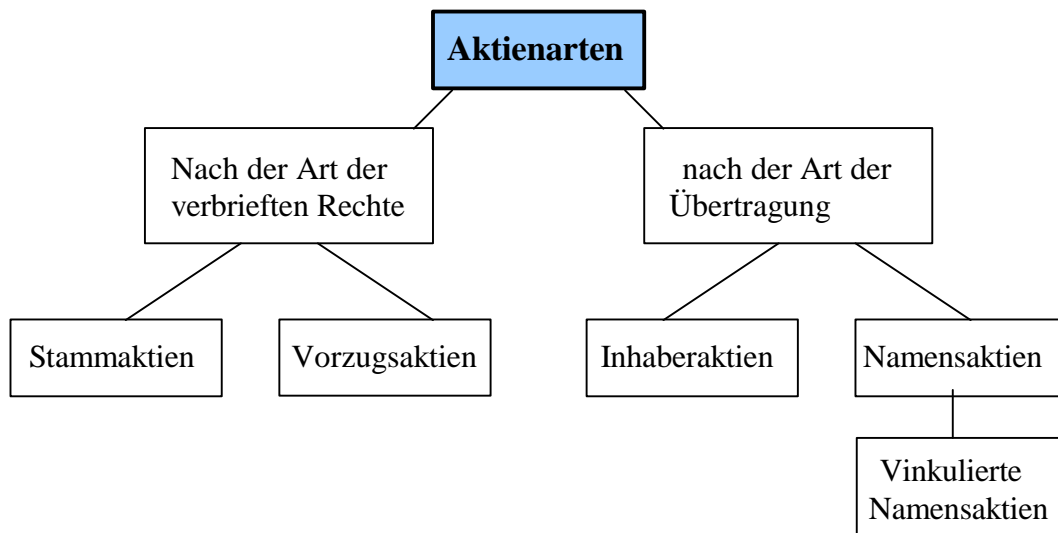 Aktienarten
Nach der Art der
verbrieften Rechte
nach der Art der
Übertragung
Stammaktien
Vorzugsaktien
Inhaberaktien
Namensaktien
Vinkulierte
Namensaktien